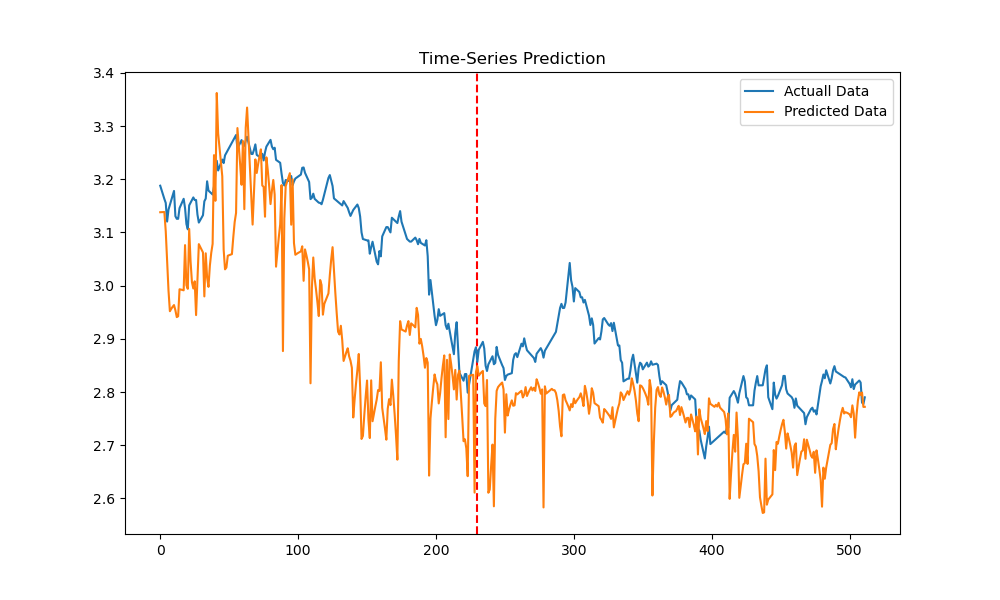 Time-Series Prediction
Actuall Data
Predicted Data
3.4
3.3
3.2
3.1
3.0
2.9
2.8
2.7
2.6
0 100 200 300 400 500